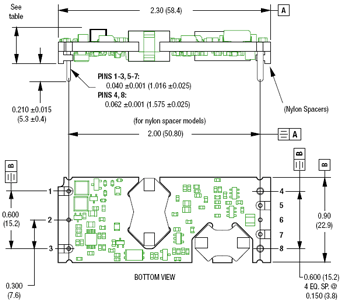 See
table
2.30 (58.4)
A
PINS 1-3, 5-7:
0.040 ±0.001 (1.016 ±0.025)
PINS 4, 8:
0.062 ±0.001 (1.575 ±0.025)
0.210 ±0.015
(5.3 ±0.4)
(Nylon Spacers)
(for nylon spacer models)
2.00 (50.80)
A
B
B
B
1
2
3
4
5
6
7
8
0.600
(15.2)
0.300
(7.6)
0.90
(22.9)
BOTTOM VIEW
0.600 (15.2)
4 EQ. SP. @
0.150 (3.8)